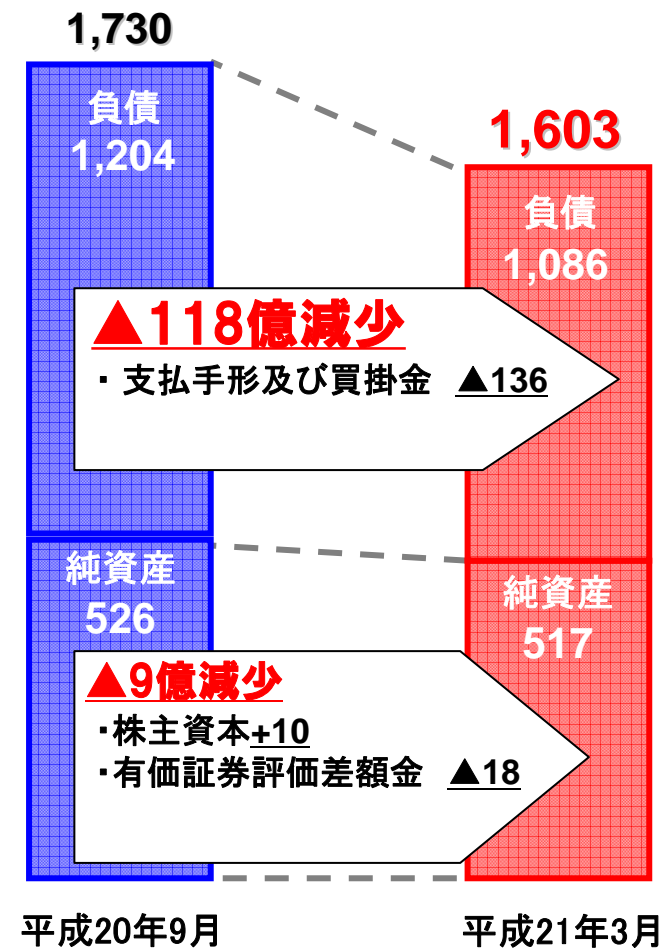 1,730
負債
1,204
1,603
負債
1,086
▲118億減少
・支払手形及び買掛金 ▲136
純資産
526
純資産
517
▲9億減少
・株主資本+10
・有価証券評価差額金 ▲18
平成20年9月
平成21年3月